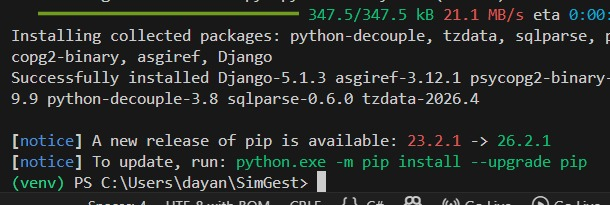 347.5/347.5 kB 21.1 MB/s eta 0:00:
Installing collected packages: python-decouple, tzdata, sqlparse, p
copg2-binary, asgiref, Django
Successfully installed Django-5.1.3 asgiref-3.12.1 psycopg2-binary-
9.9 python-decouple-3.8 sqlparse-0.6.0 tzdata-2026.4
[notice] A new release of pip is available: 23.2.1 -> 26.2.1
[notice] To update, run: python.exe -m pip install --upgrade pip
(venv) PS C:\Users\dayan\SimGest>
Spaces: 4 UTF-8 with BOM CRLF {} C# Go Live Go Live